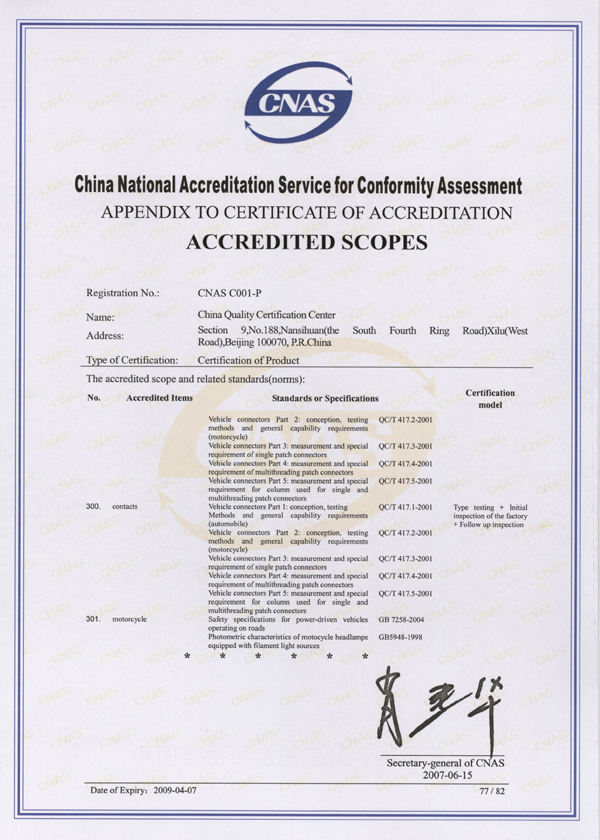 CNAS
China National Accreditation Service for Conformity Assessment
APPENDIX TO CERTIFICATE OF ACCREDITATION
ACCREDITED SCOPES
Registration No.: CNAS C001-P
Name: China Quality Certification Center
Address: Section 9,No.188,Nansihuan(the South Fourth Ring Road)Xilu(West
Road),Beijing 100070, P.R.China
Type of Certification: Certification of Product
The accredited scope and related standards(norms):
No. Accredited Items Standards or Specifications Certification
model
Vehicle connectors Part 2: conception, testing QC/T 417.2-2001
methods and general capability requirements
(motorcycle)
Vehicle connectors Part 3: measurement and special QC/T 417.3-2001
requirement of single patch connectors
Vehicle connectors Part 4: measurement and special QC/T 417.4-2001
requirement of multithreading patch connectors
Vehicle connectors Part 5: measurement and special QC/T 417.5-2001
requirement for column used for single and
multithreading patch connectors
300. contacts Vehicle connectors Part 1: conception, testing QC/T 417.1-2001 Type testing + Initial
Methods and general capability requirements inspection of the factory
(automobile) + Follow up inspection
Vehicle connectors Part 2: conception, testing QC/T 417.2-2001
methods and general capability requirements
(motorcycle)
Vehicle connectors Part 3: measurement and special QC/T 417.3-2001
requirement of single patch connectors
Vehicle connectors Part 4: measurement and special QC/T 417.4-2001
requirement of multithreading patch connectors
Vehicle connectors Part 5: measurement and special QC/T 417.5-2001
requirement for column used for single and
multithreading patch connectors
301. motorcycle Safety specifications for power-driven vehicles GB 7258-2004
operating on roads
Photometric characteristics of motocycle headlamps GB5948-1998
equipped with filament light sources
* * * * * *
Secretary-general of CNAS
2007-06-15
Date of Expiry: 2009-04-07 77 / 82